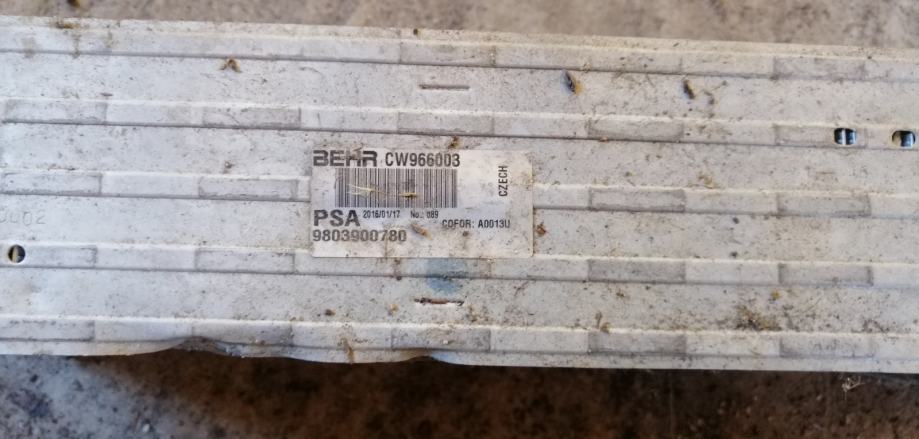 BEHR CW966003
CZECH
PSA 2016/01/17 No.: 089
COFOR: A0013U
9803900780